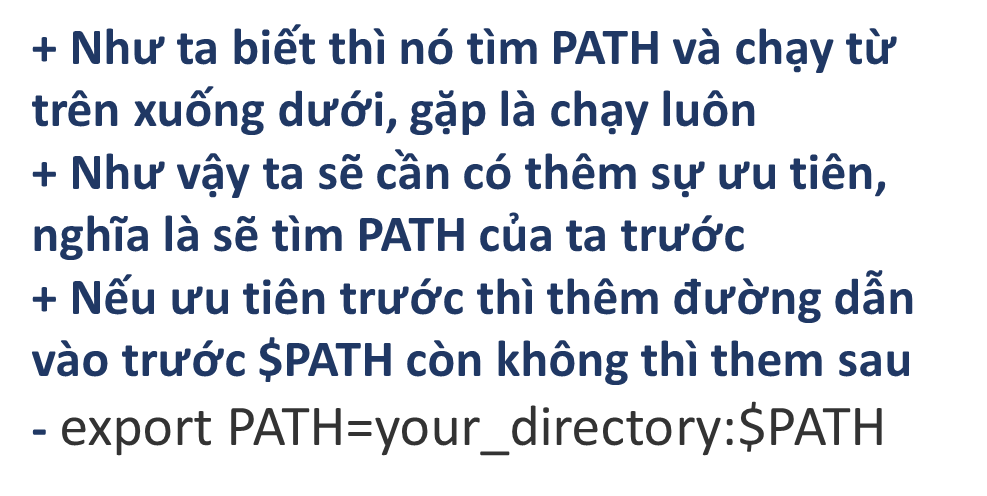 + Như ta biết thì nó tìm PATH và chạy từ
trên xuống dưới, gặp là chạy luôn
+ Như vậy ta sẽ cần có thêm sự ưu tiên,
nghĩa là sẽ tìm PATH của ta trước
+ Nếu ưu tiên trước thì thêm đường dẫn
vào trước $PATH còn không thì them sau
- export PATH=your_directory:$PATH